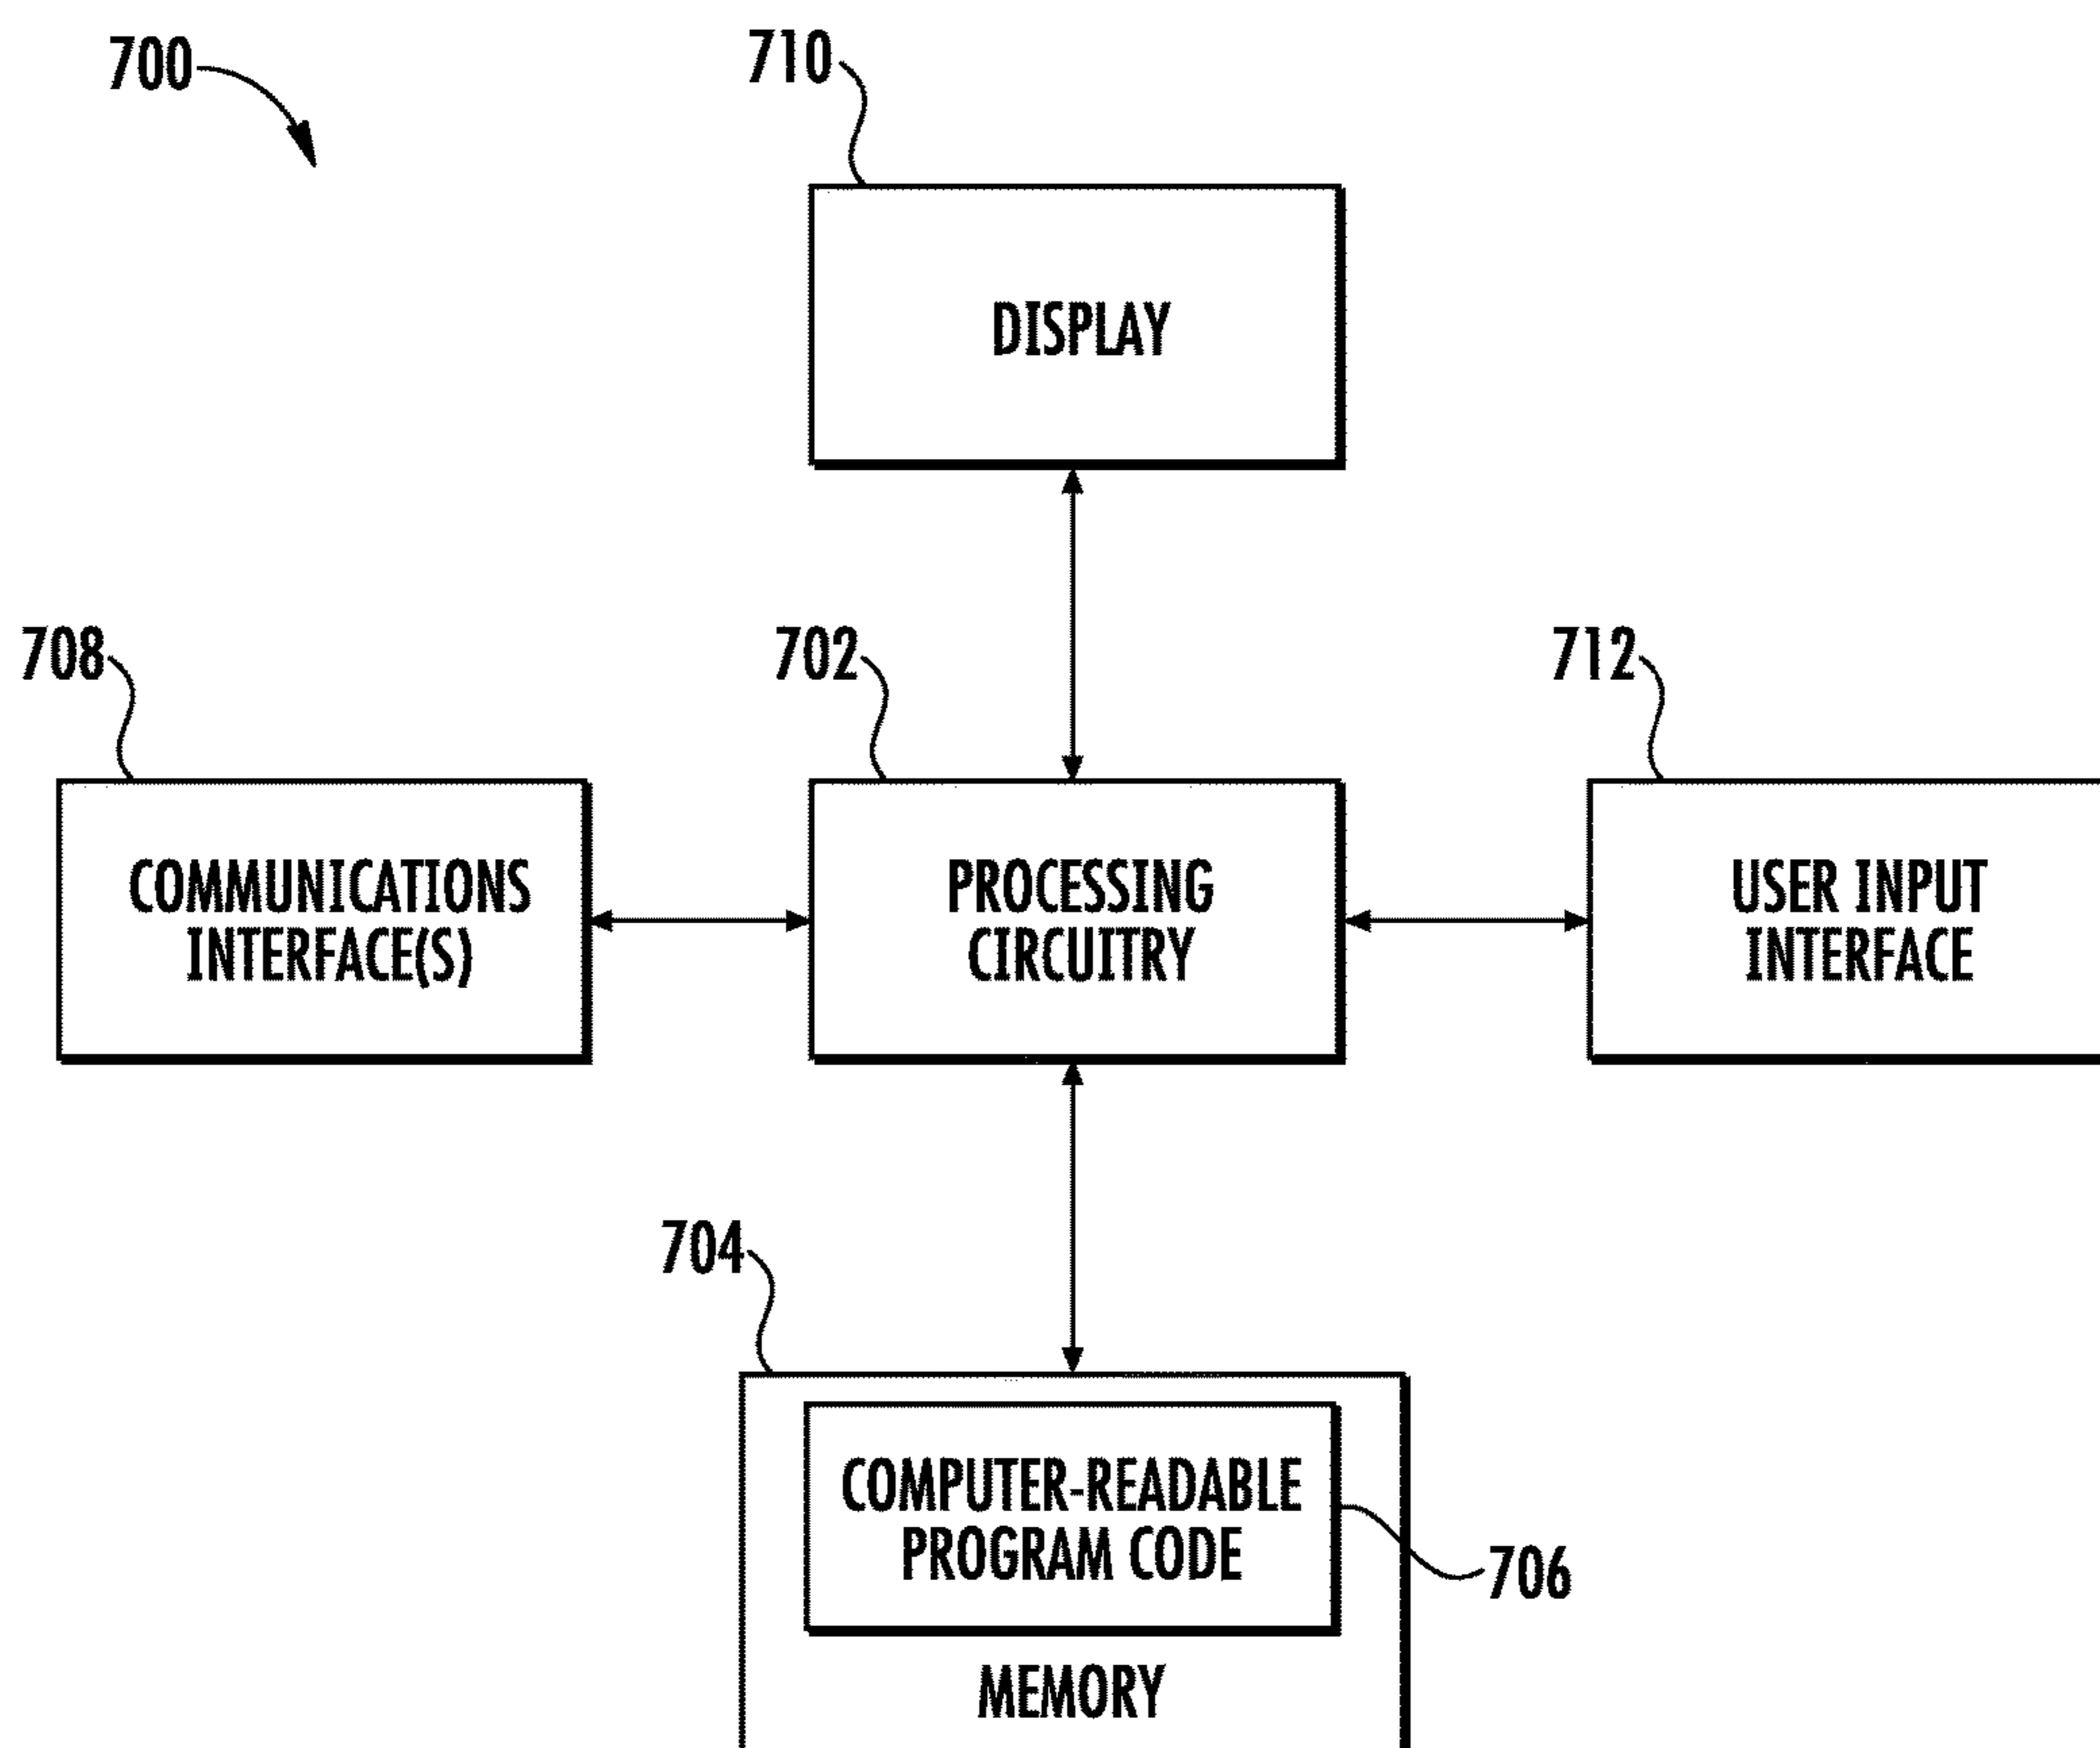 700
710
DISPLAY
708
702
712
COMMUNICATIONS
INTERFACE(S)
PROCESSING
CIRCUITRY
USER INPUT
INTERFACE
704
COMPUTER-READABLE
PROGRAM CODE
706
MEMORY